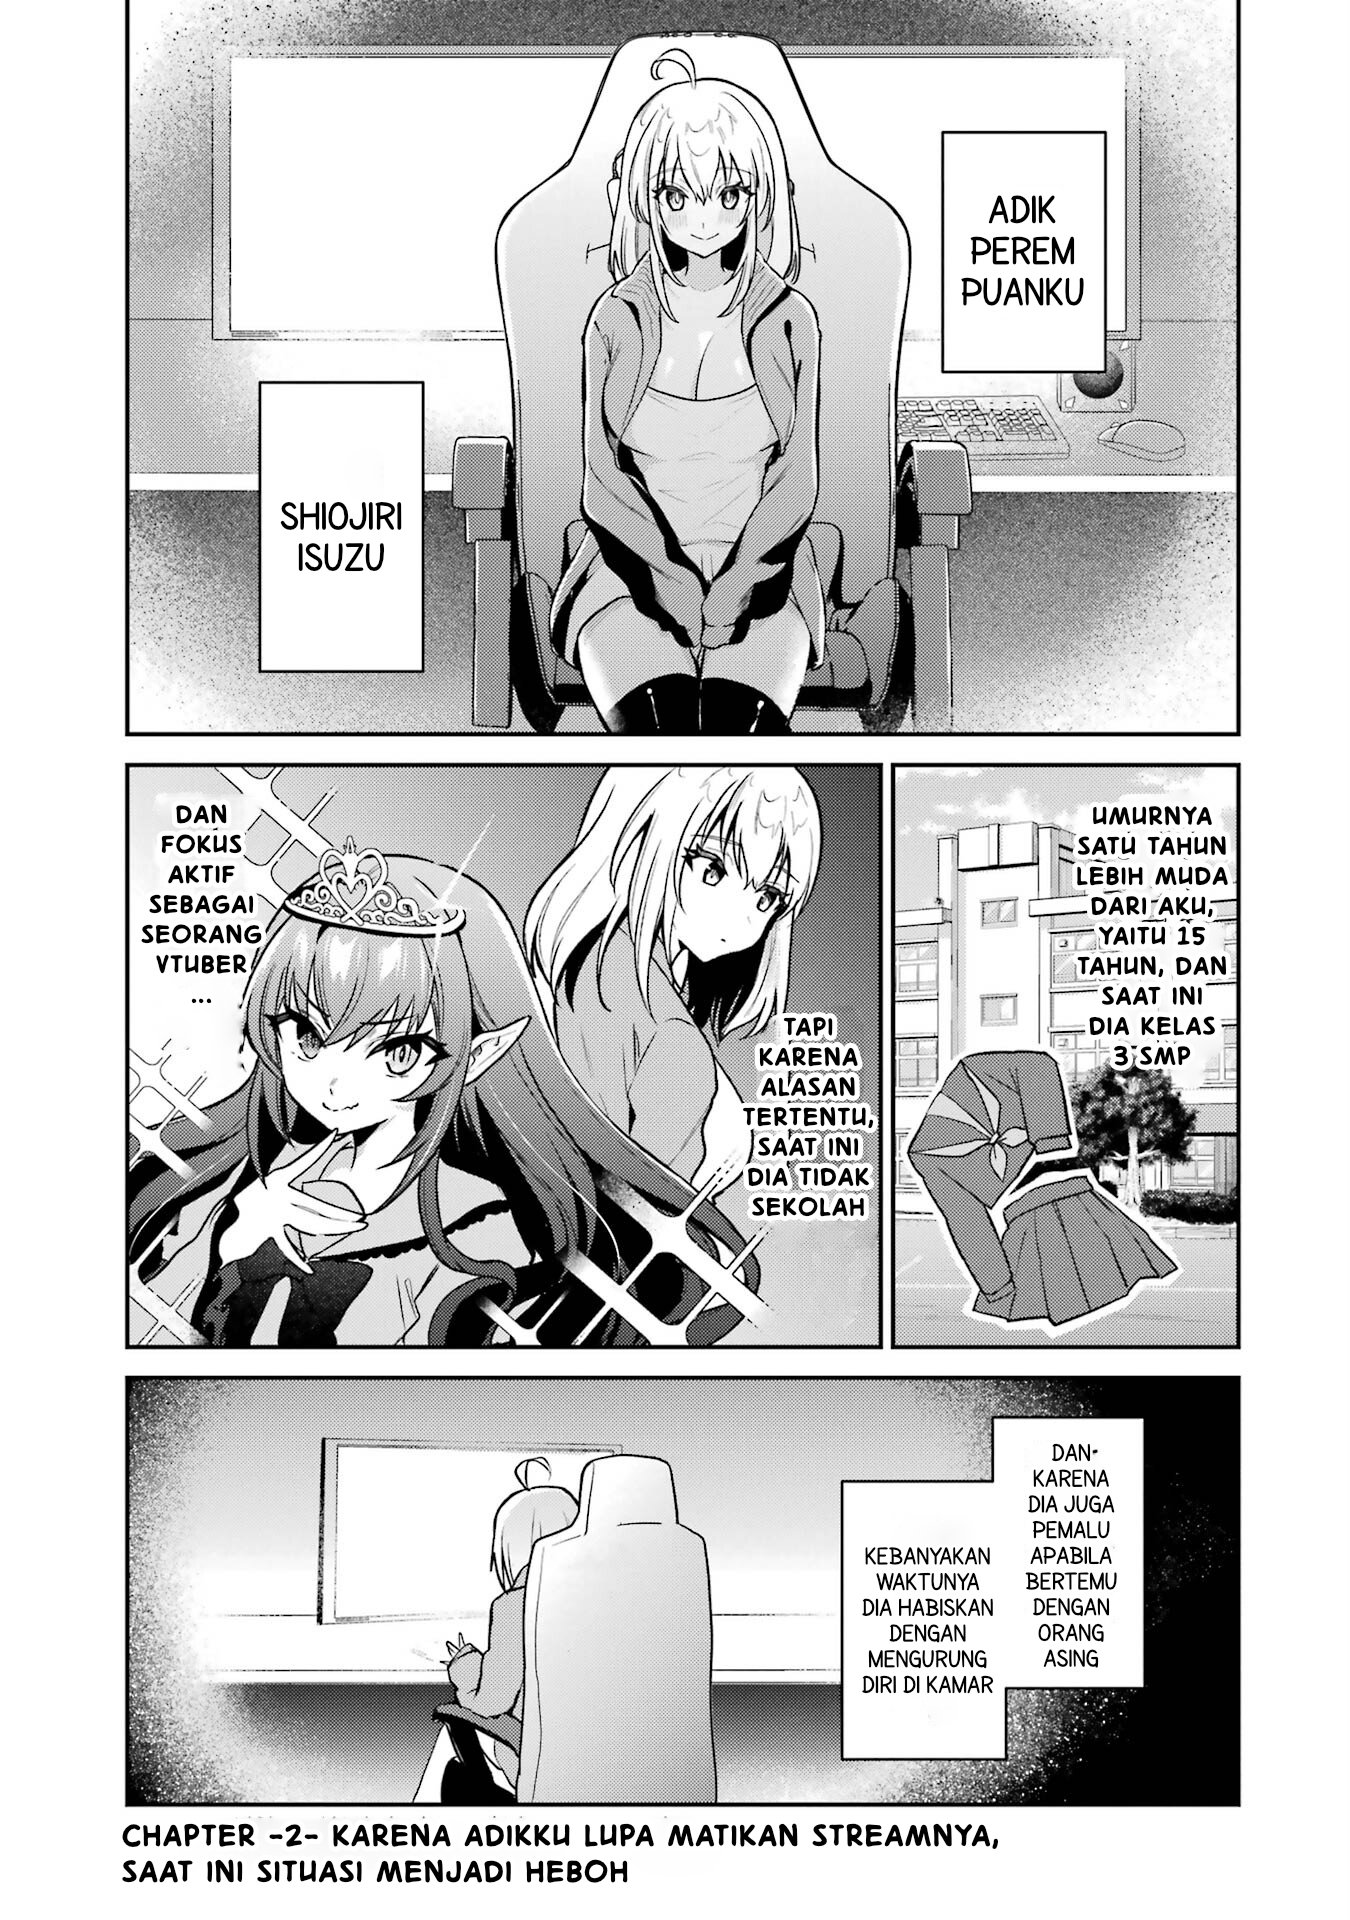 ADIK
PEREM
PUANKU
SHIOJIRI
ISUZU
UMURNYA
SATU TAHUN
LEBIH MUDA
DARI AKU,
YAITU 15
TAHUN, DAN
SAAT INI
DIA KELAS
3 SMP
TAPI
KARENA
ALASAN
TERTENTU,
SAAT INI
DIA TIDAK
SEKOLAH
DAN
FOKUS
AKTIF
SEBAGAI
SEORANG
VTUBER
...
DAN-
KARENA
DIA JUGA
PEMALU
APABILA
BERTEMU
DENGAN
ORANG
ASING
KEBANYAKAN
WAKTUNYA
DIA HABISKAN
DENGAN
MENGURUNG
DIRI DI KAMAR
CHAPTER -2- KARENA ADIKKU LUPA MATIKAN STREAMNYA,
SAAT INI SITUASI MENJADI HEBOH